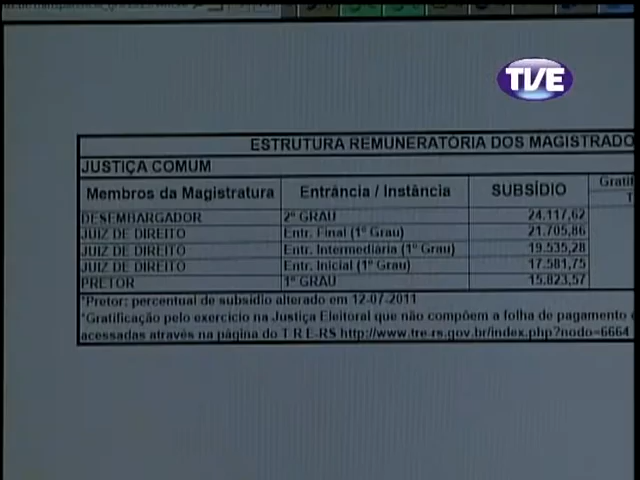 TVE
ESTRUTURA REMUNERATÓRIA DOS MAGISTRADO
JUSTIÇA COMUM
Membros da Magistratura Entrância / Instância SUBSÍDIO Gratif
DESEMBARGADOR 2º GRAU 24.117,62
JUIZ DE DIREITO Entr. Final (1º Grau) 21.705,86
JUIZ DE DIREITO Entr. Intermediária (1º Grau) 19.535,28
JUIZ DE DIREITO Entr. Inicial (1º Grau) 17.581,75
PRETOR 1º GRAU 15.823,57
*Pretor: percentual de subsídio alterado em 12-07-2011
*Gratificação pelo exercício na Justiça Eleitoral que não compõem a folha de pagamento
acessadas através na página do T R E-RS http://www.tre-rs.gov.br/index.php?nodo=6664